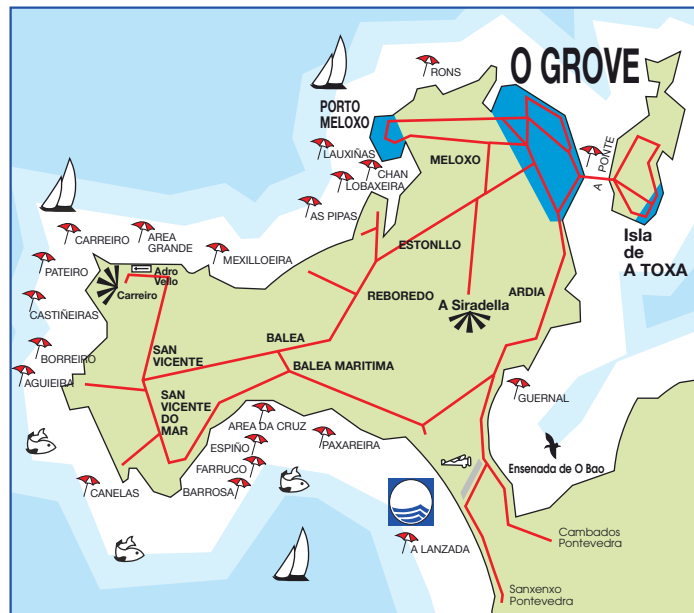 RONS
O GROVE
PORTO
MELOXO
LAUXIÑAS
CHAN
LOBAXEIRA
MELOXO
A PONTE
AS PIPAS
Isla
de
A TOXA
CARREIRO
AREA
GRANDE
MEXILLOEIRA
ESTONLLO
PATEIRO
Adro
Vello
Carreiro
CASTIÑEIRAS
REBOREDO
A Siradella
ARDIA
BORREIRO
SAN
VICENTE
BALEA
BALEA MARITIMA
AGUIEIRA
SAN
VICENTE
DO
MAR
GUERNAL
AREA DA CRUZ
PAXAREIRA
ESPIÑO
FARRUCO
BARROSA
CANELAS
Ensenada de O Bao
A LANZADA
Cambados
Pontevedra
Sanxenxo
Pontevedra